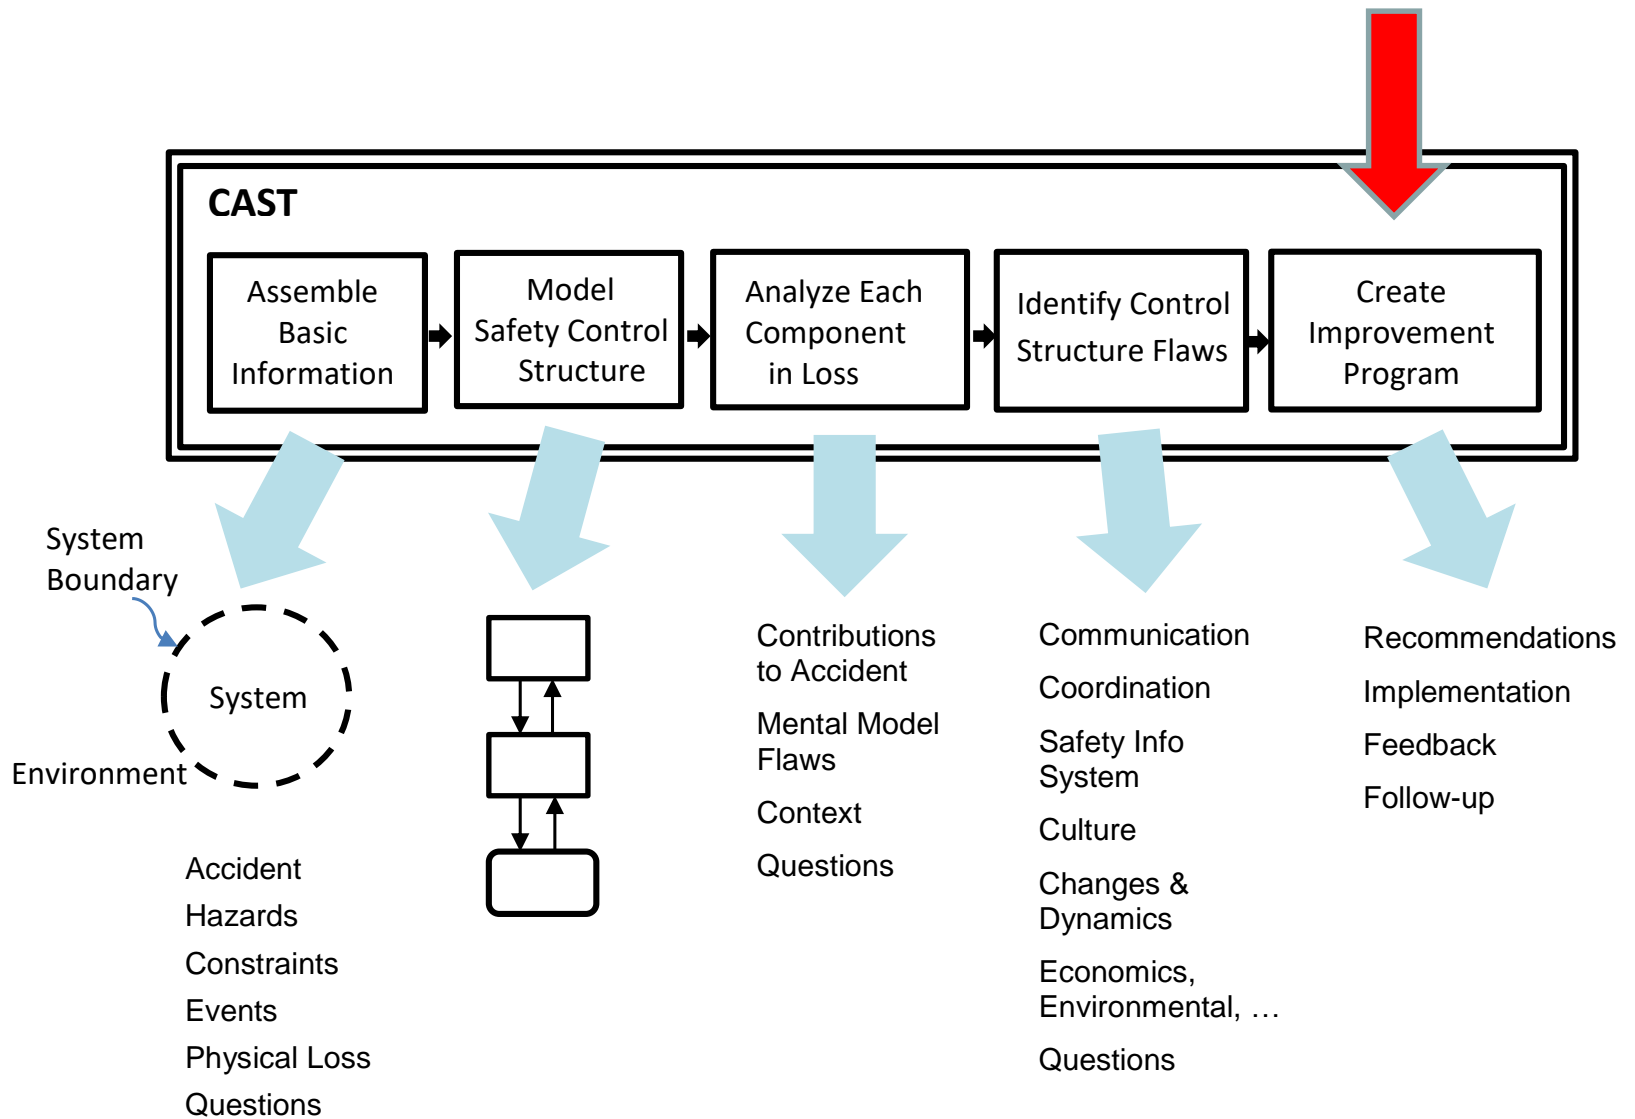 CAST
Assemble
Basic
Information
Model
Safety Control
Structure
Analyze Each
Component
in Loss
Identify Control
Structure Flaws
Create
Improvement
Program
System
Boundary
System
Environment
Accident
Hazards
Constraints
Events
Physical Loss
Questions
Contributions
to Accident
Mental Model
Flaws
Context
Questions
Communication
Coordination
Safety Info
System
Culture
Changes &
Dynamics
Economics,
Environmental, …
Questions
Recommendations
Implementation
Feedback
Follow-up